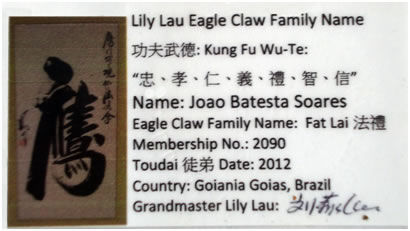 Lily Lau Eagle Claw Family Name
功夫武德: Kung Fu Wu-Te:
“忠、孝、仁、義、禮、智、信”
Name: Joao Batesta Soares
Eagle Claw Family Name: Fat Lai 法禮
Membership No.: 2090
Toudai 徒弟 Date: 2012
Country: Goiania Goias, Brazil
Grandmaster Lily Lau: